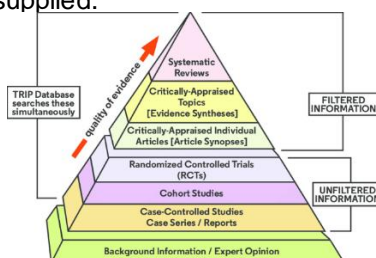 supplied.
Systematic
Reviews
Critically-Appraised
Topics
[Evidence Syntheses]
Critically-Appraised Individual
Articles [Article Synopses]
Randomized Controlled Trials
(RCTs)
Cohort Studies
Case-Controlled Studies
Case Series / Reports
Background Information / Expert Opinion
TRIP Database
searches these
simultaneously
quality of evidence
FILTERED
INFORMATION
UNFILTERED
INFORMATION